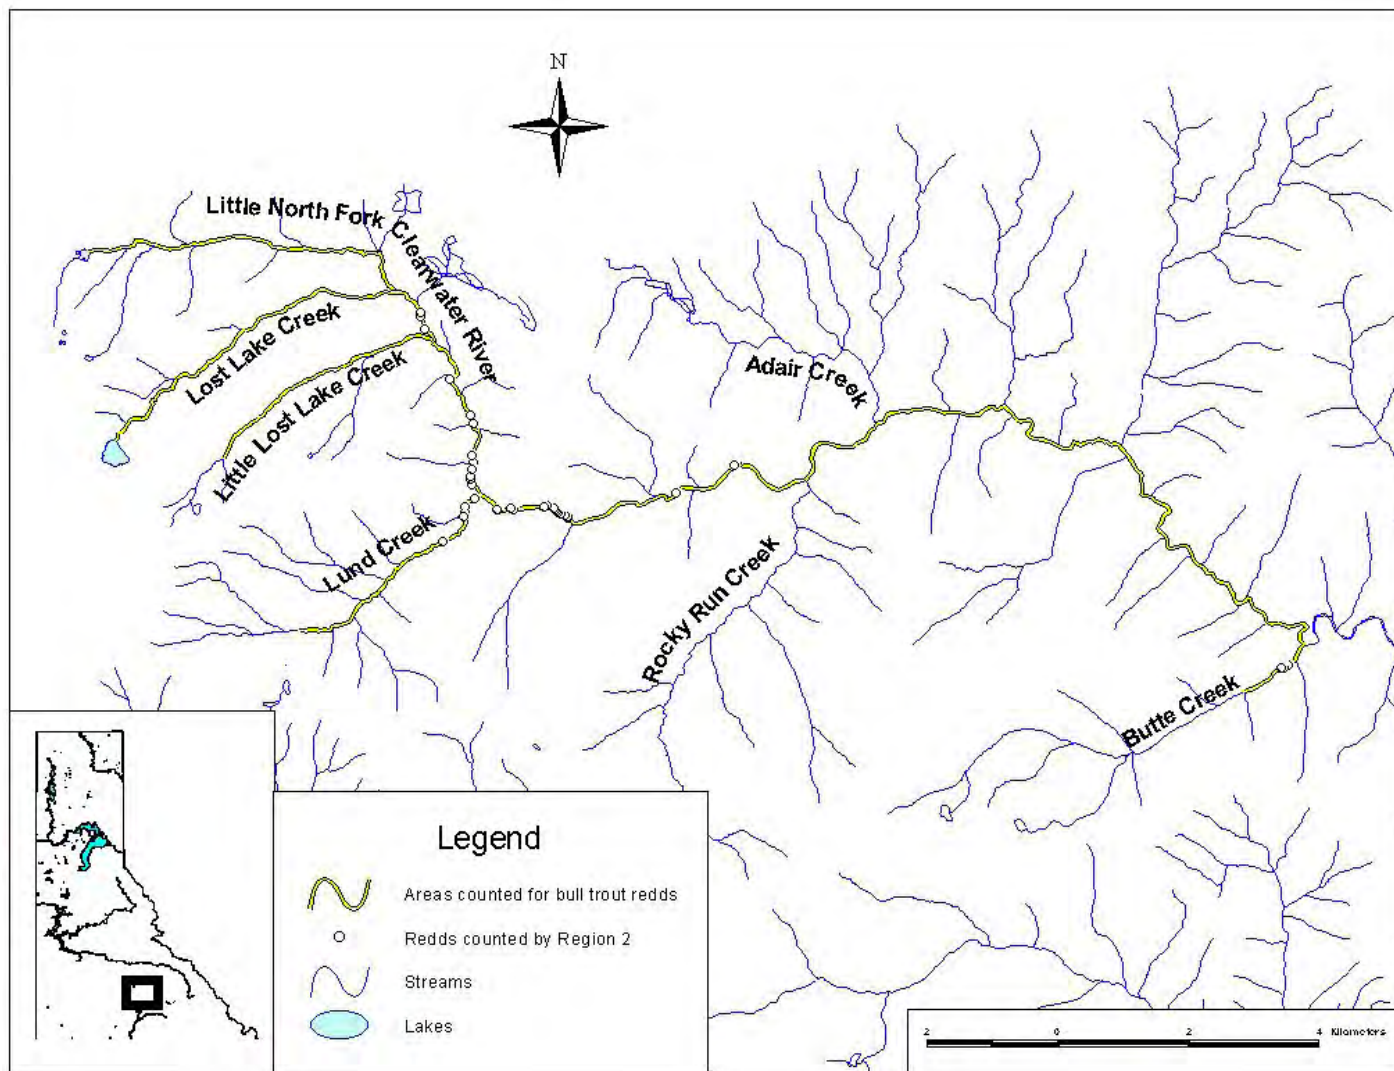 N
Little North Fork Clearwater River
Lost Lake Creek
Little Lost Lake Creek
Adair Creek
Lund Creek
Rocky Run Creek
Butte Creek
Legend
Areas counted for bull trout redds
Redds counted by Region 2
Streams
Lakes
2 0 2 4 Kilometers